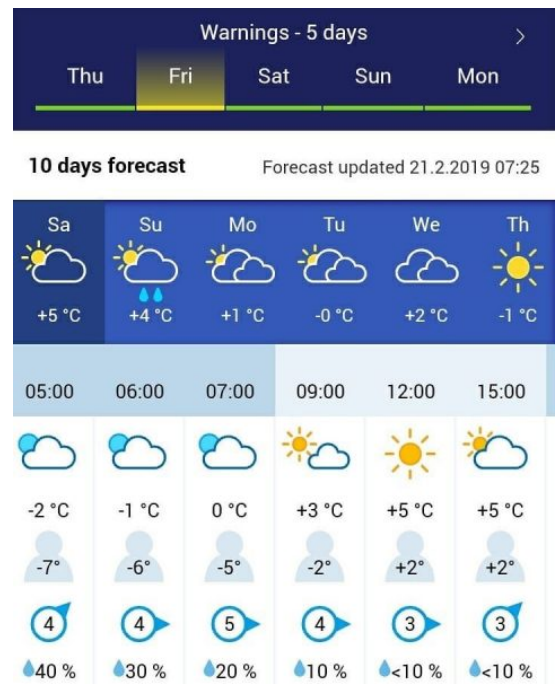 Warnings - 5 days
Thu Fri Sat Sun Mon
10 days forecast Forecast updated 21.2.2019 07:25
Sa Su Mo Tu We Th
+5 °C +4 °C +1 °C -0 °C +2 °C -1 °C
05:00 06:00 07:00 09:00 12:00 15:00
-2 °C -1 °C 0 °C +3 °C +5 °C +5 °C
-7° -6° -5° -2° +2° +2°
4 4 5 4 3 3
40 % 30 % 20 % 10 % <10 % <10 %